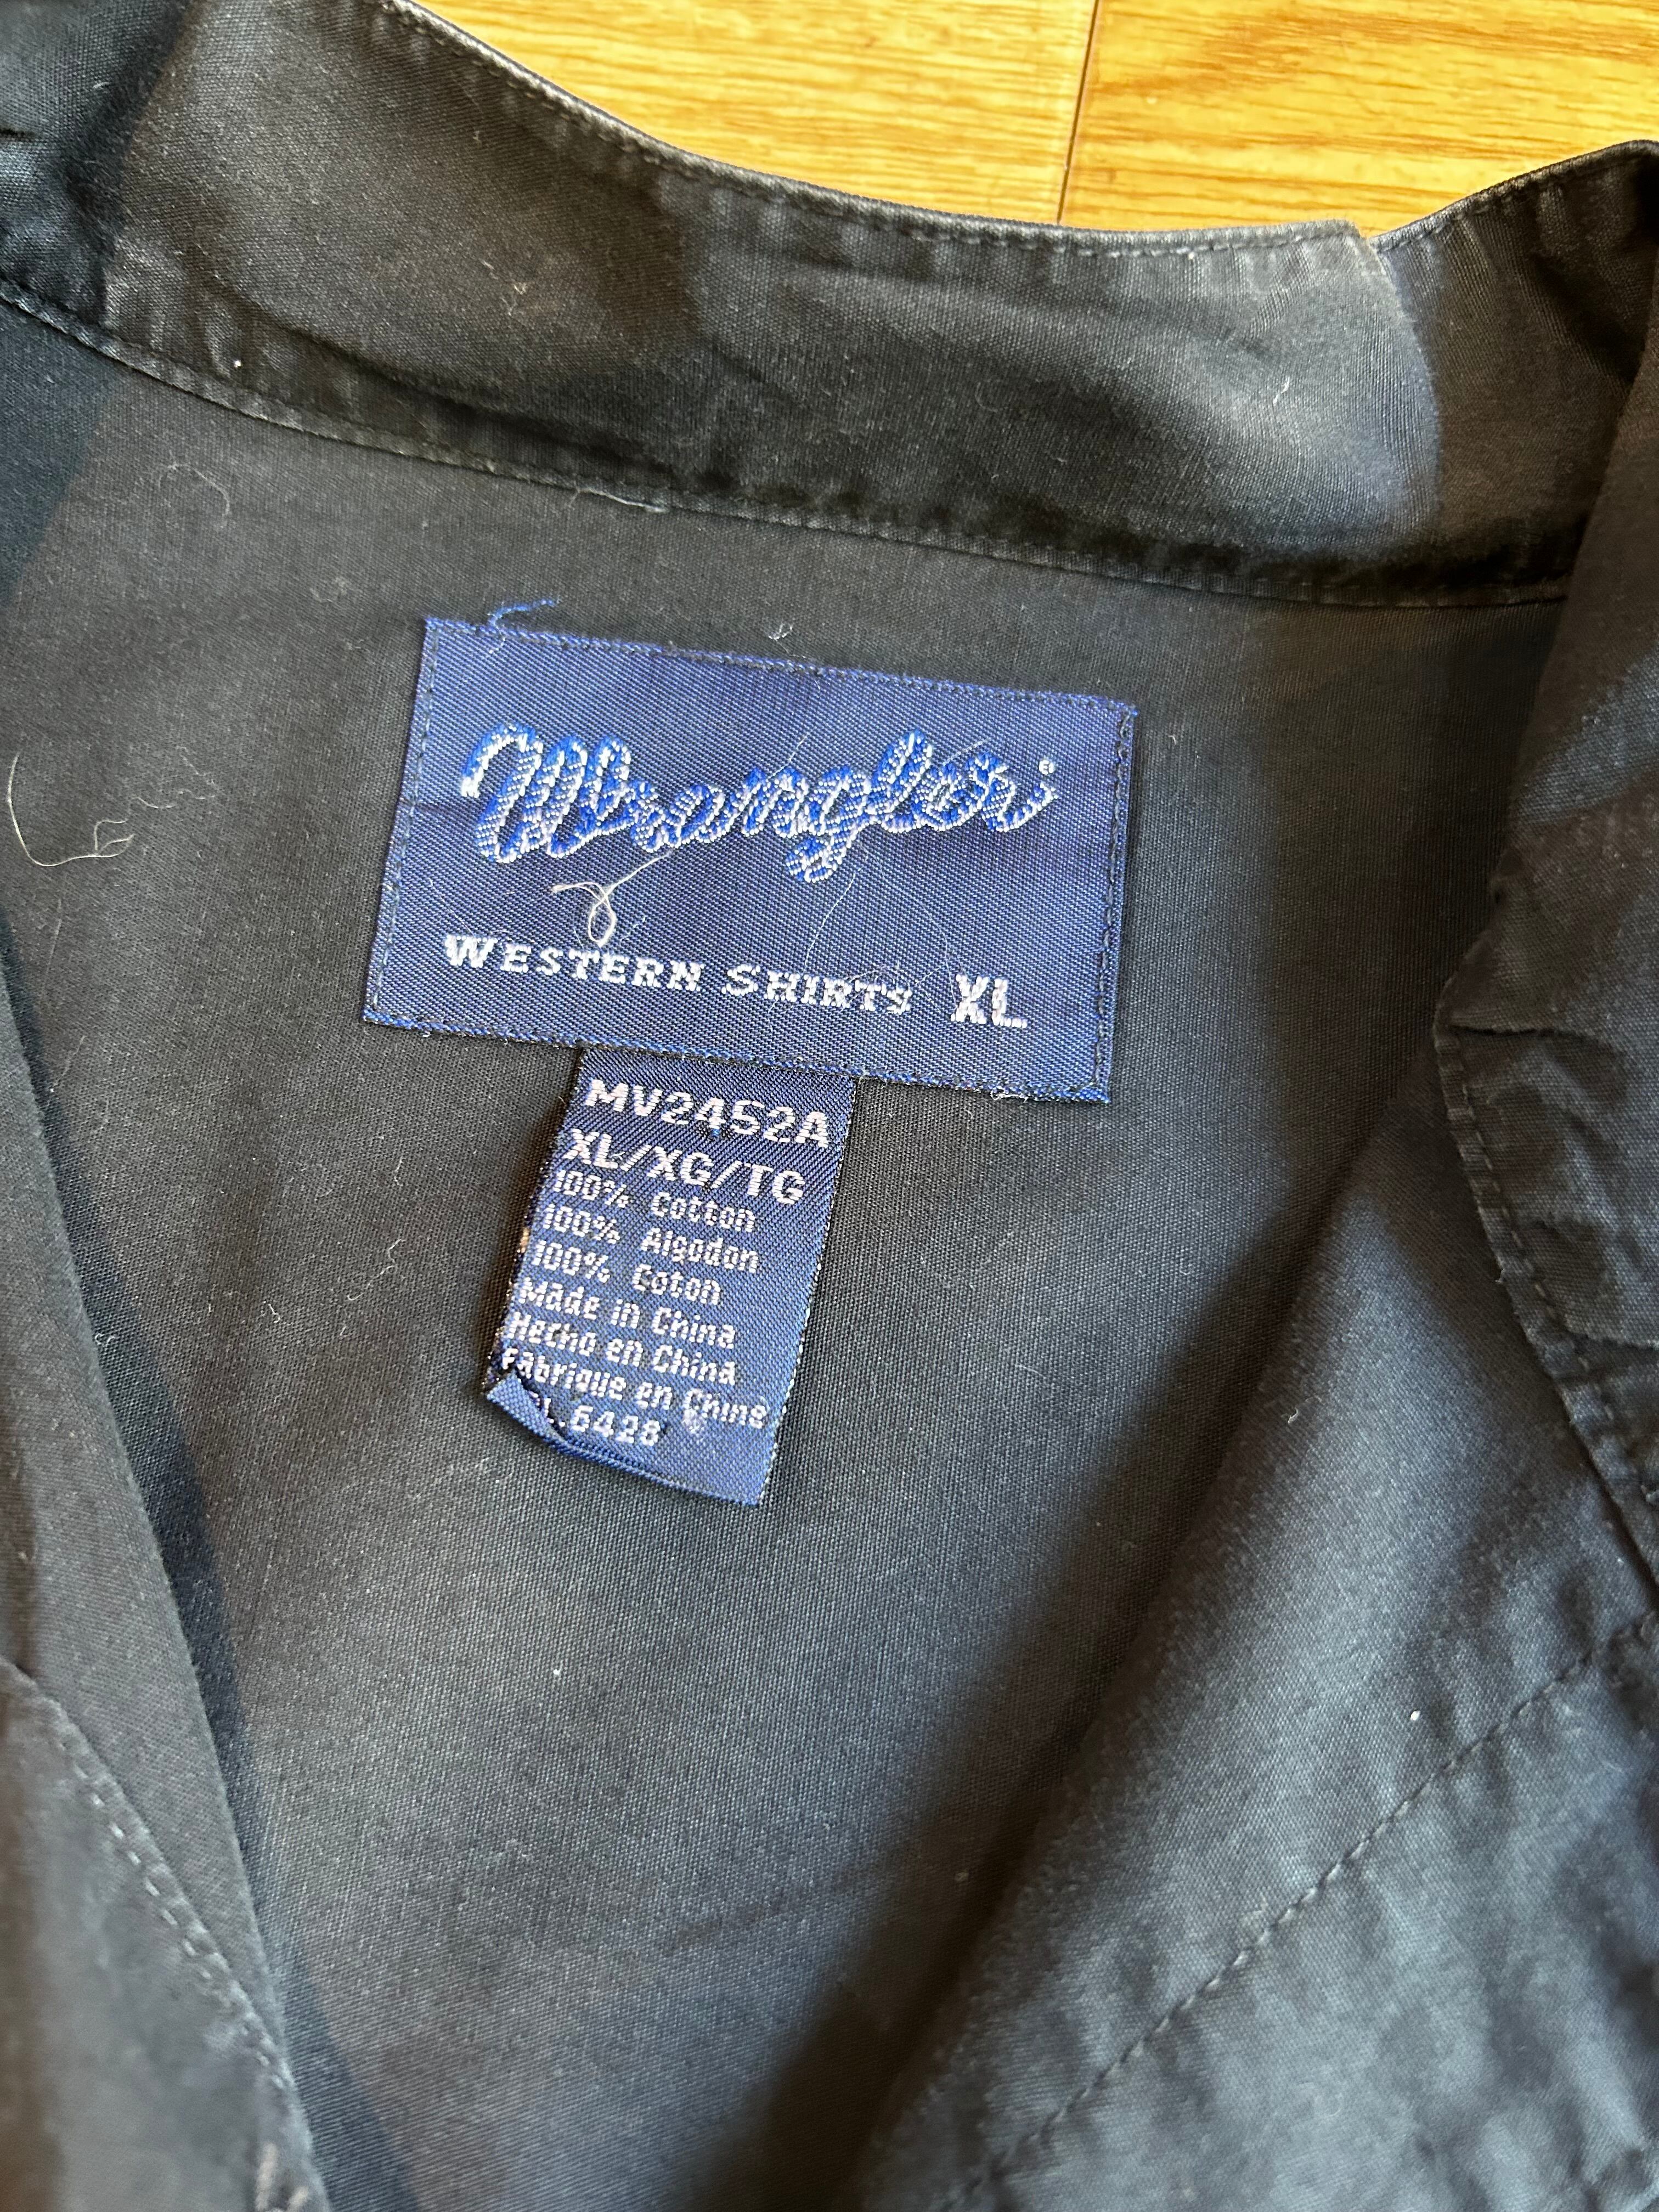 Wrangler®
WESTERN SHIRTS XL
MV2452A
XL/XG/TG
100% Cotton
100% Algodon
100% Coton
Made in China
Hecho en China
Fabrique en Chine
L.6428